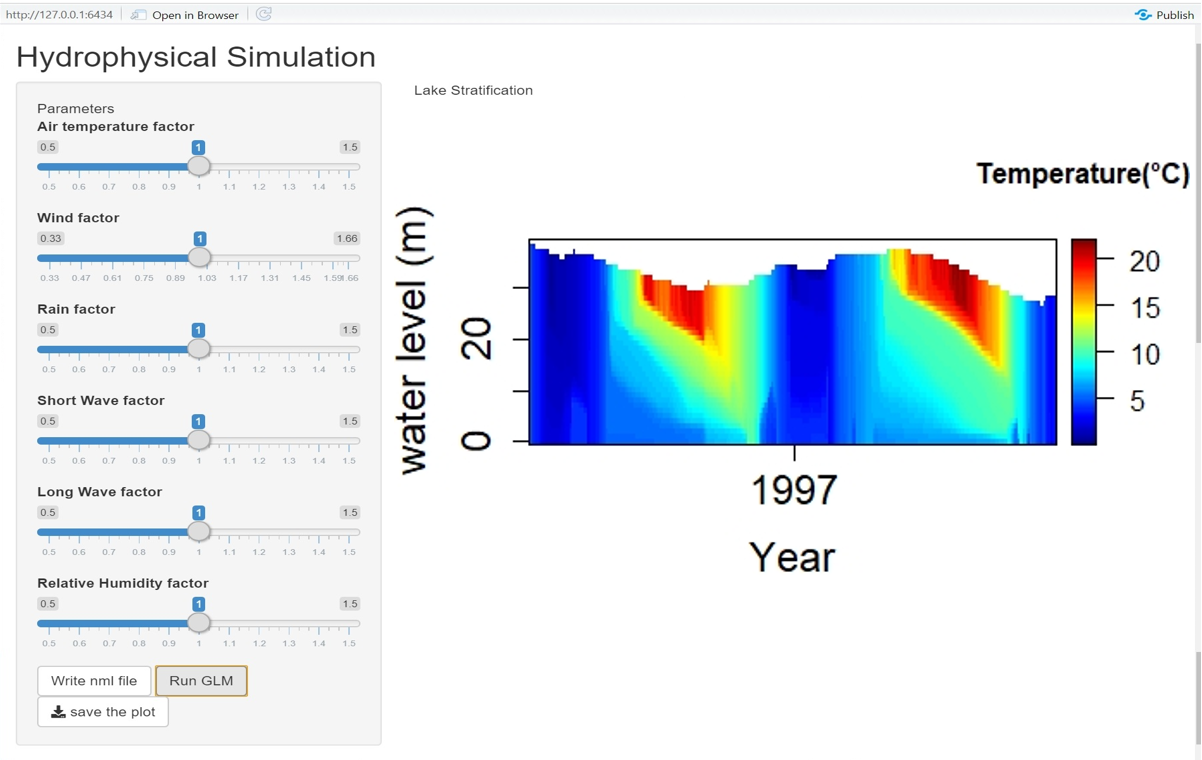 http://127.0.0.1:6434 Open in Browser Publish
Hydrophysical Simulation
Parameters
Air temperature factor
0.5 1 1.5
0.5 0.6 0.7 0.8 0.9 1 1.1 1.2 1.3 1.4 1.5
Wind factor
0.33 1 1.66
0.33 0.47 0.61 0.75 0.89 1.03 1.17 1.31 1.45 1.59 1.66
Rain factor
0.5 1 1.5
0.5 0.6 0.7 0.8 0.9 1 1.1 1.2 1.3 1.4 1.5
Short Wave factor
0.5 1 1.5
0.5 0.6 0.7 0.8 0.9 1 1.1 1.2 1.3 1.4 1.5
Long Wave factor
0.5 1 1.5
0.5 0.6 0.7 0.8 0.9 1 1.1 1.2 1.3 1.4 1.5
Relative Humidity factor
0.5 1 1.5
0.5 0.6 0.7 0.8 0.9 1 1.1 1.2 1.3 1.4 1.5
Write nml file Run GLM
save the plot
Lake Stratification
Temperature(°C)
water level (m)
20
0
1997
Year
20
15
10
5